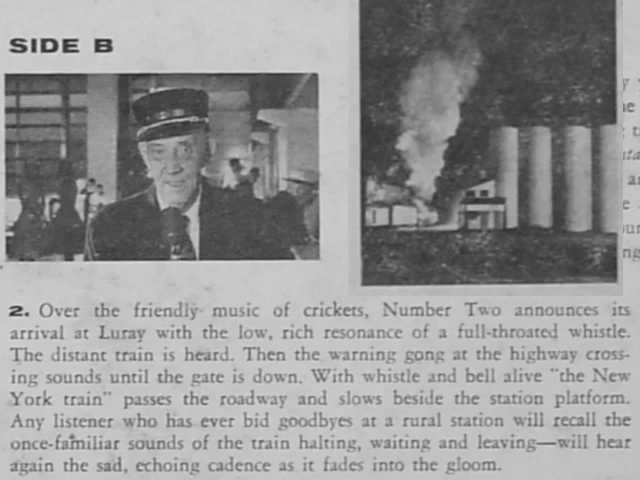 SIDE B
2. Over the friendly music of crickets, Number Two announces its
arrival at Luray with the low, rich resonance of a full-throated whistle.
The distant train is heard. Then the warning gong at the highway cross-
ing sounds until the gate is down. With whistle and bell alive "the New
York train" passes the roadway and slows beside the station platform.
Any listener who has ever bid goodbyes at a rural station will recall the
once-familiar sounds of the train halting, waiting and leaving—will hear
again the sad, echoing cadence as it fades into the gloom.